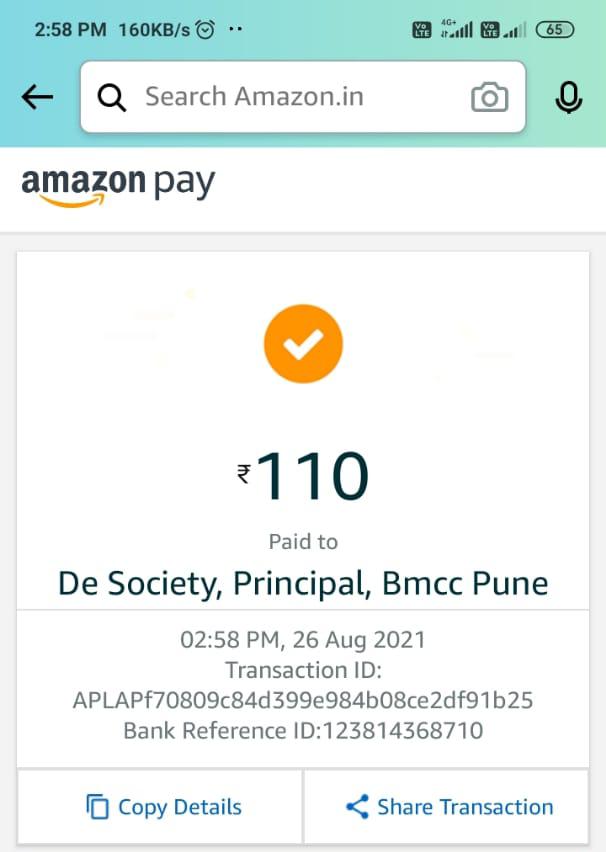 2:58 PM 160KB/s
Vo LTE 4G+ Vo LTE 65
Search Amazon.in
amazon pay
₹110
Paid to
De Society, Principal, Bmcc Pune
02:58 PM, 26 Aug 2021
Transaction ID:
APLAPf70809c84d399e984b08ce2df91b25
Bank Reference ID:123814368710
Copy Details
Share Transaction